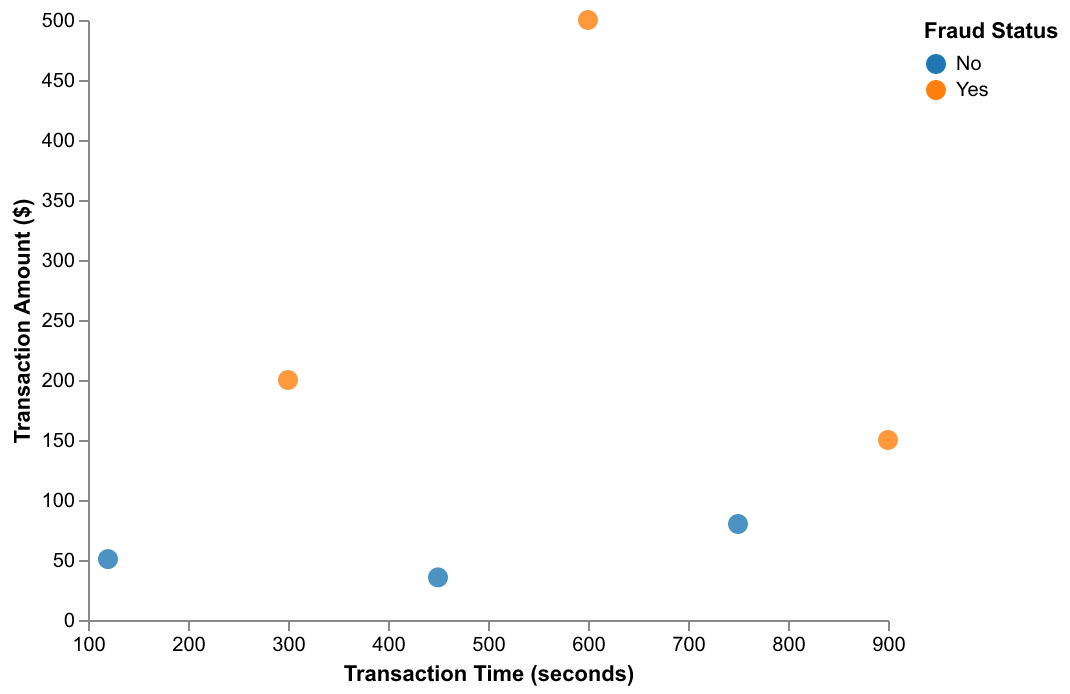 500
450
400
350
300
250
200
150
100
50
0
Transaction Amount ($)
100 200 300 400 500 600 700 800 900
Transaction Time (seconds)
Fraud Status
No
Yes